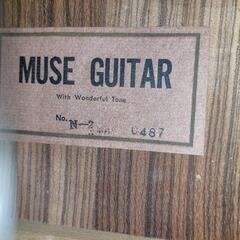 MUSE GUITAR
With Wonderful Tone
No. N-2 0487